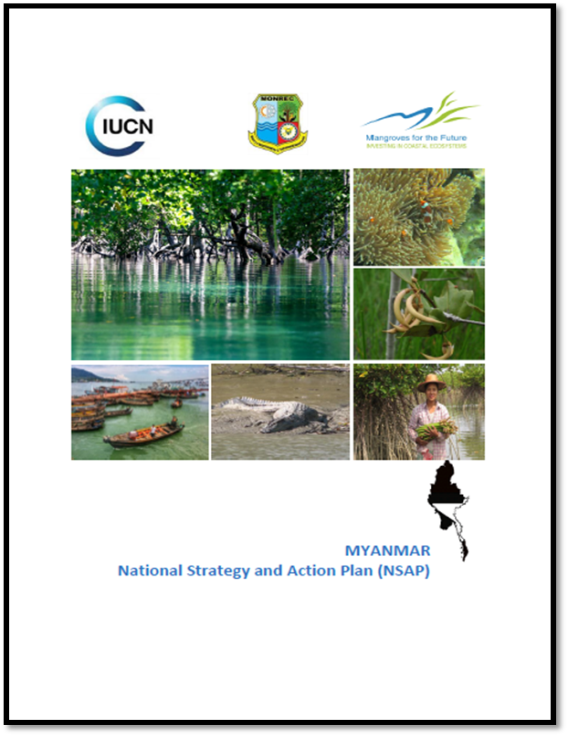 IUCN
MONREC
Mangroves for the Future
INVESTING IN COASTAL ECOSYSTEMS
MYANMAR
National Strategy and Action Plan (NSAP)